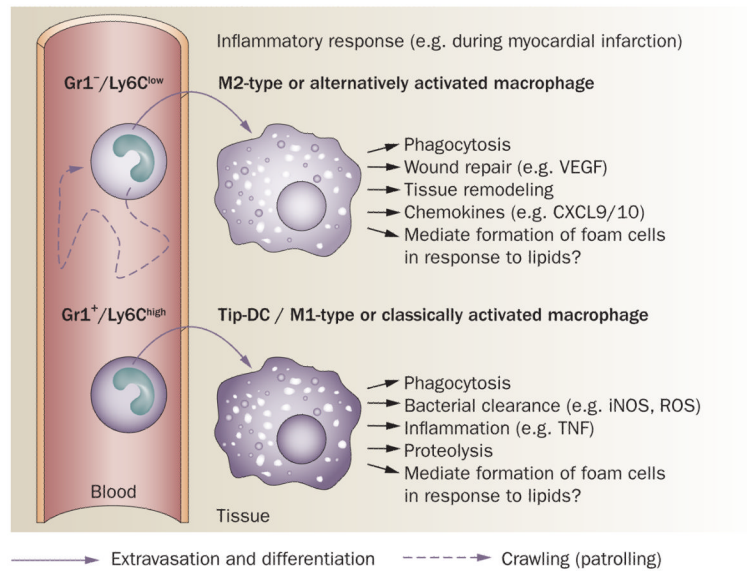 Inflammatory response (e.g. during myocardial infarction)
Gr1⁻/Ly6Cˡᵒʷ
M2-type or alternatively activated macrophage
Phagocytosis
Wound repair (e.g. VEGF)
Tissue remodeling
Chemokines (e.g. CXCL9/10)
Mediate formation of foam cells
in response to lipids?
Gr1⁺/Ly6Cʰⁱᵍʰ
Tip-DC / M1-type or classically activated macrophage
Phagocytosis
Bacterial clearance (e.g. iNOS, ROS)
Inflammation (e.g. TNF)
Proteolysis
Mediate formation of foam cells
in response to lipids?
Blood
Tissue
Extravasation and differentiation
Crawling (patrolling)